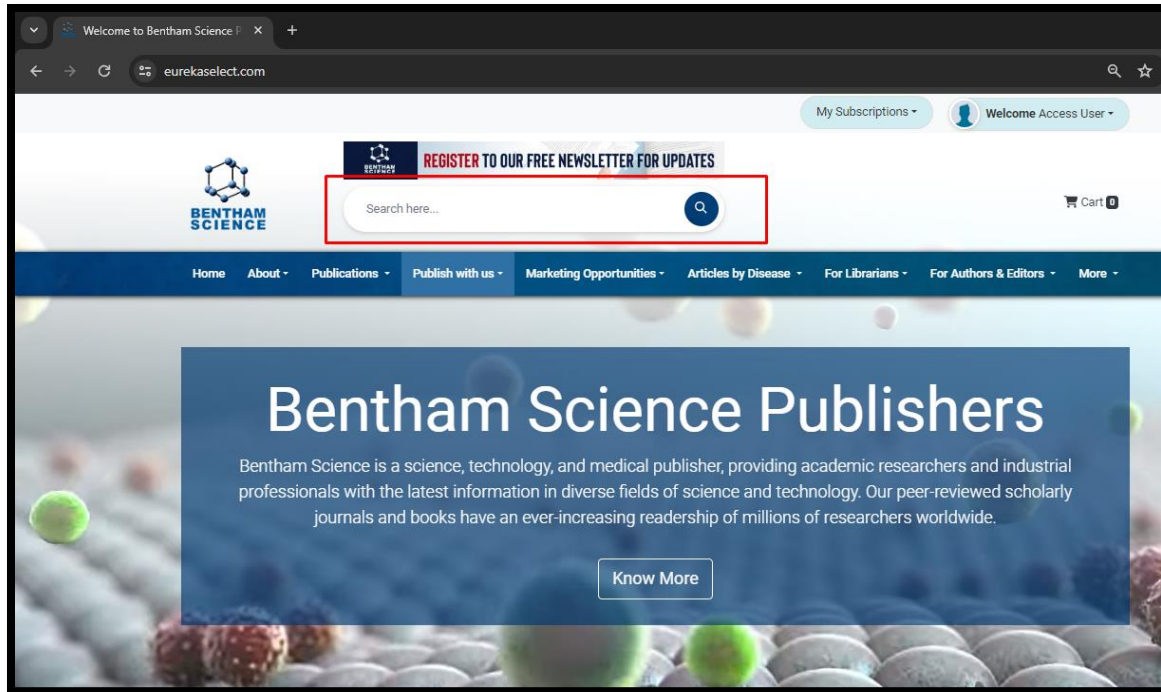 Welcome to Bentham Science P
eurekaselect.com
My Subscriptions
Welcome Access User
BENTHAM SCIENCE
REGISTER TO OUR FREE NEWSLETTER FOR UPDATES
Search here...
BENTHAM
SCIENCE
Cart 0
Home About Publications Publish with us Marketing Opportunities Articles by Disease For Librarians For Authors & Editors More
Bentham Science Publishers
Bentham Science is a science, technology, and medical publisher, providing academic researchers and industrial
professionals with the latest information in diverse fields of science and technology. Our peer-reviewed scholarly
journals and books have an ever-increasing readership of millions of researchers worldwide.
Know More